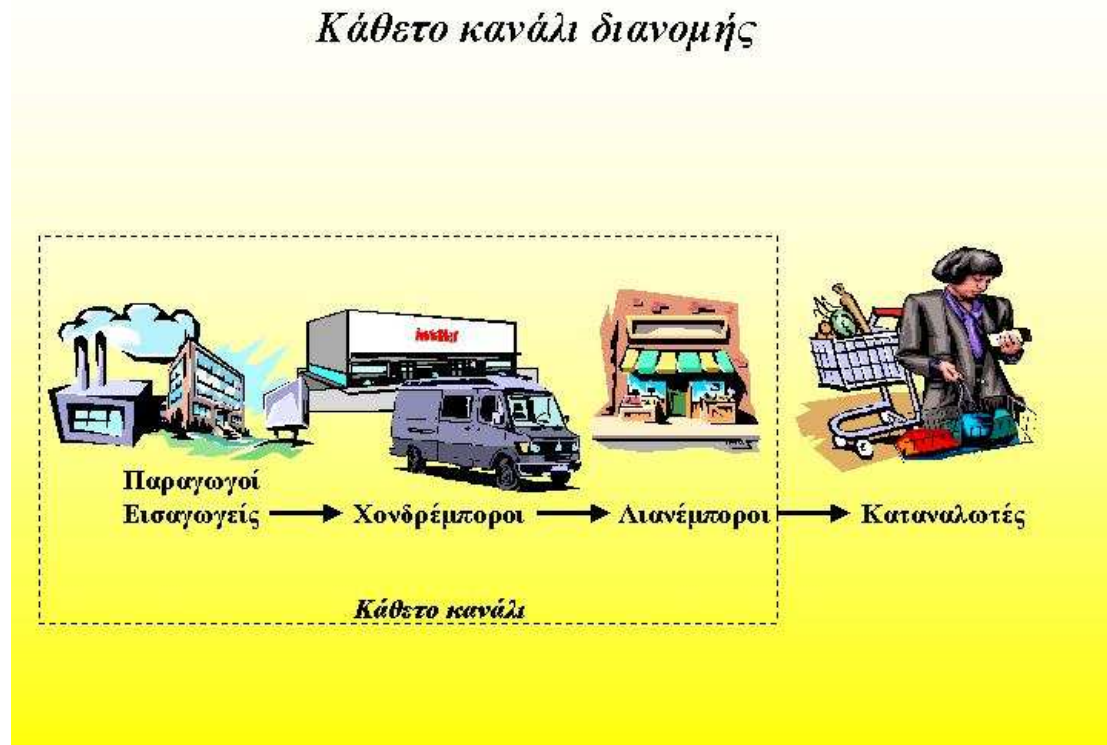 Κάθετο κανάλι διανομής
Παραγωγοί
Εισαγωγείς Χονδρέμποροι Λιανέμποροι Καταναλωτές
Κάθετο κανάλι